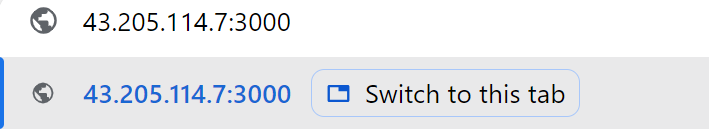 43.205.114.7:3000
43.205.114.7:3000 Switch to this tab